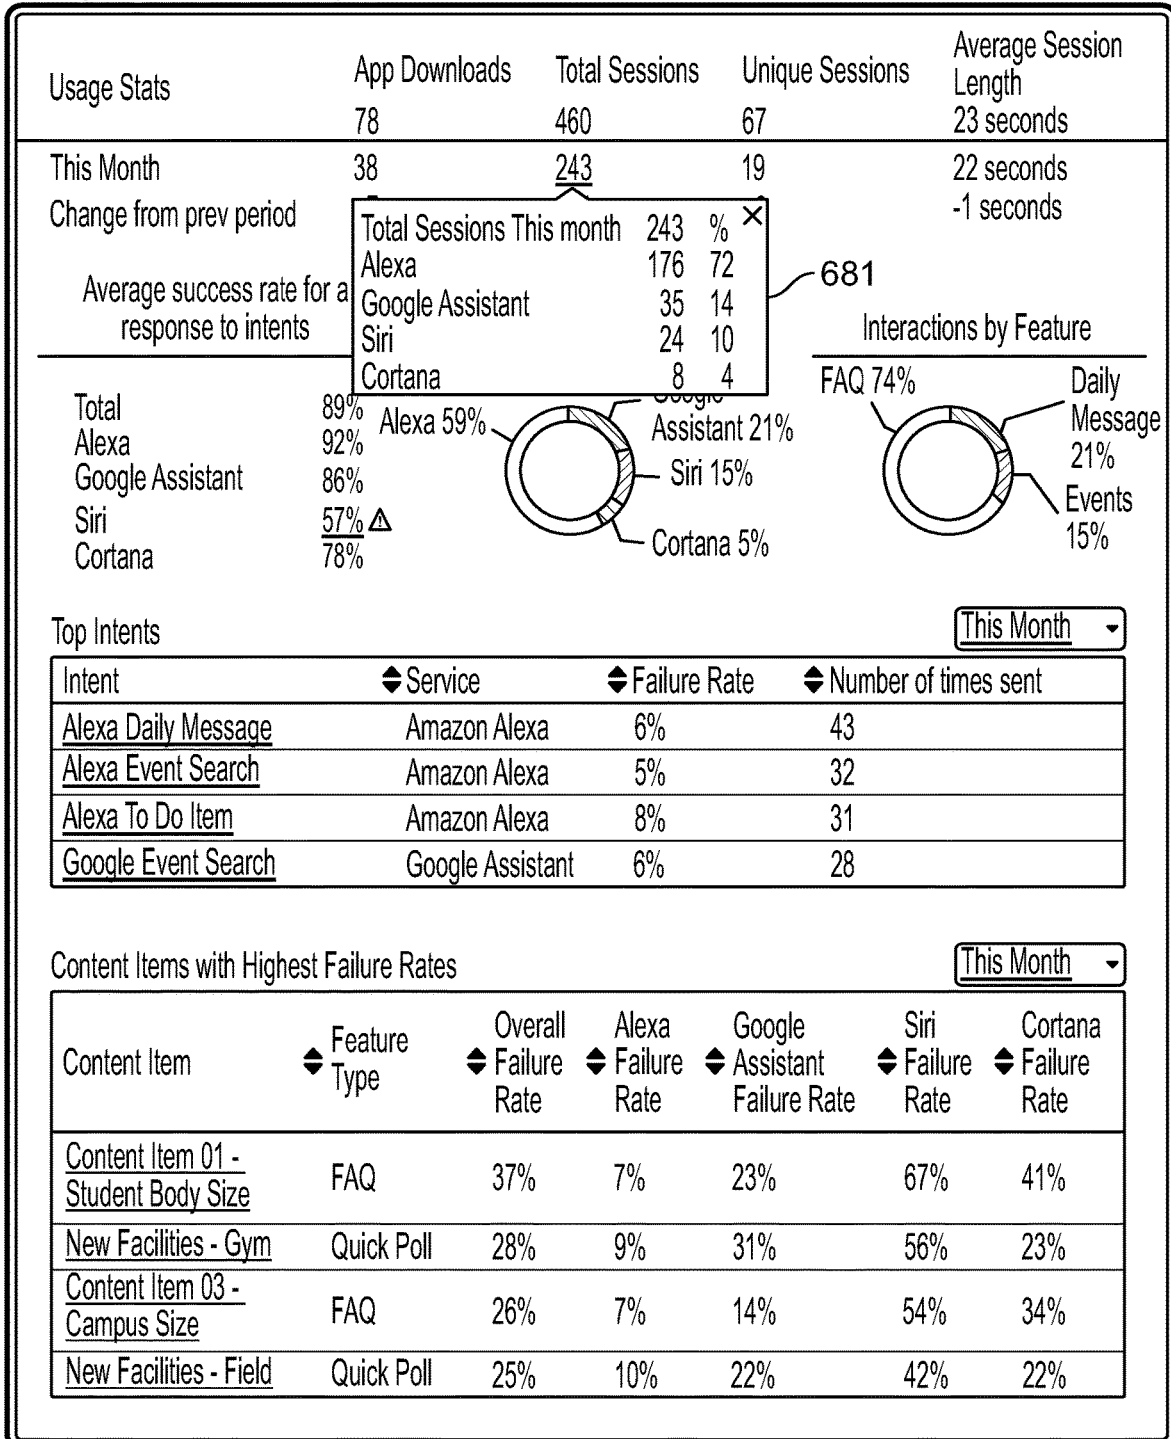 Usage Stats
App Downloads
78
Total Sessions
460
Unique Sessions
67
Average Session
Length
23 seconds
This Month
38
243
19
22 seconds
Change from prev period
-1 seconds
Total Sessions This month 243 % ×
Alexa 176 72
Google Assistant 35 14
Siri 24 10
Cortana 8 4
681
Average success rate for a
response to intents
Total 89%
Alexa 92%
Google Assistant 86%
Siri 57%
Cortana 78%
Alexa 59%
Google
Assistant 21%
Siri 15%
Cortana 5%
Interactions by Feature
FAQ 74%
Daily
Message
21%
Events
15%
Top Intents
This Month
Intent Service Failure Rate Number of times sent
Alexa Daily Message Amazon Alexa 6% 43
Alexa Event Search Amazon Alexa 5% 32
Alexa To Do Item Amazon Alexa 8% 31
Google Event Search Google Assistant 6% 28
Content Items with Highest Failure Rates
This Month
Content Item
Feature
Type
Overall
Failure
Rate
Alexa
Failure
Rate
Google
Assistant
Failure Rate
Siri
Failure
Rate
Cortana
Failure
Rate
Content Item 01 -
Student Body Size
FAQ 37% 7% 23% 67% 41%
New Facilities - Gym Quick Poll 28% 9% 31% 56% 23%
Content Item 03 -
Campus Size
FAQ 26% 7% 14% 54% 34%
New Facilities - Field Quick Poll 25% 10% 22% 42% 22%